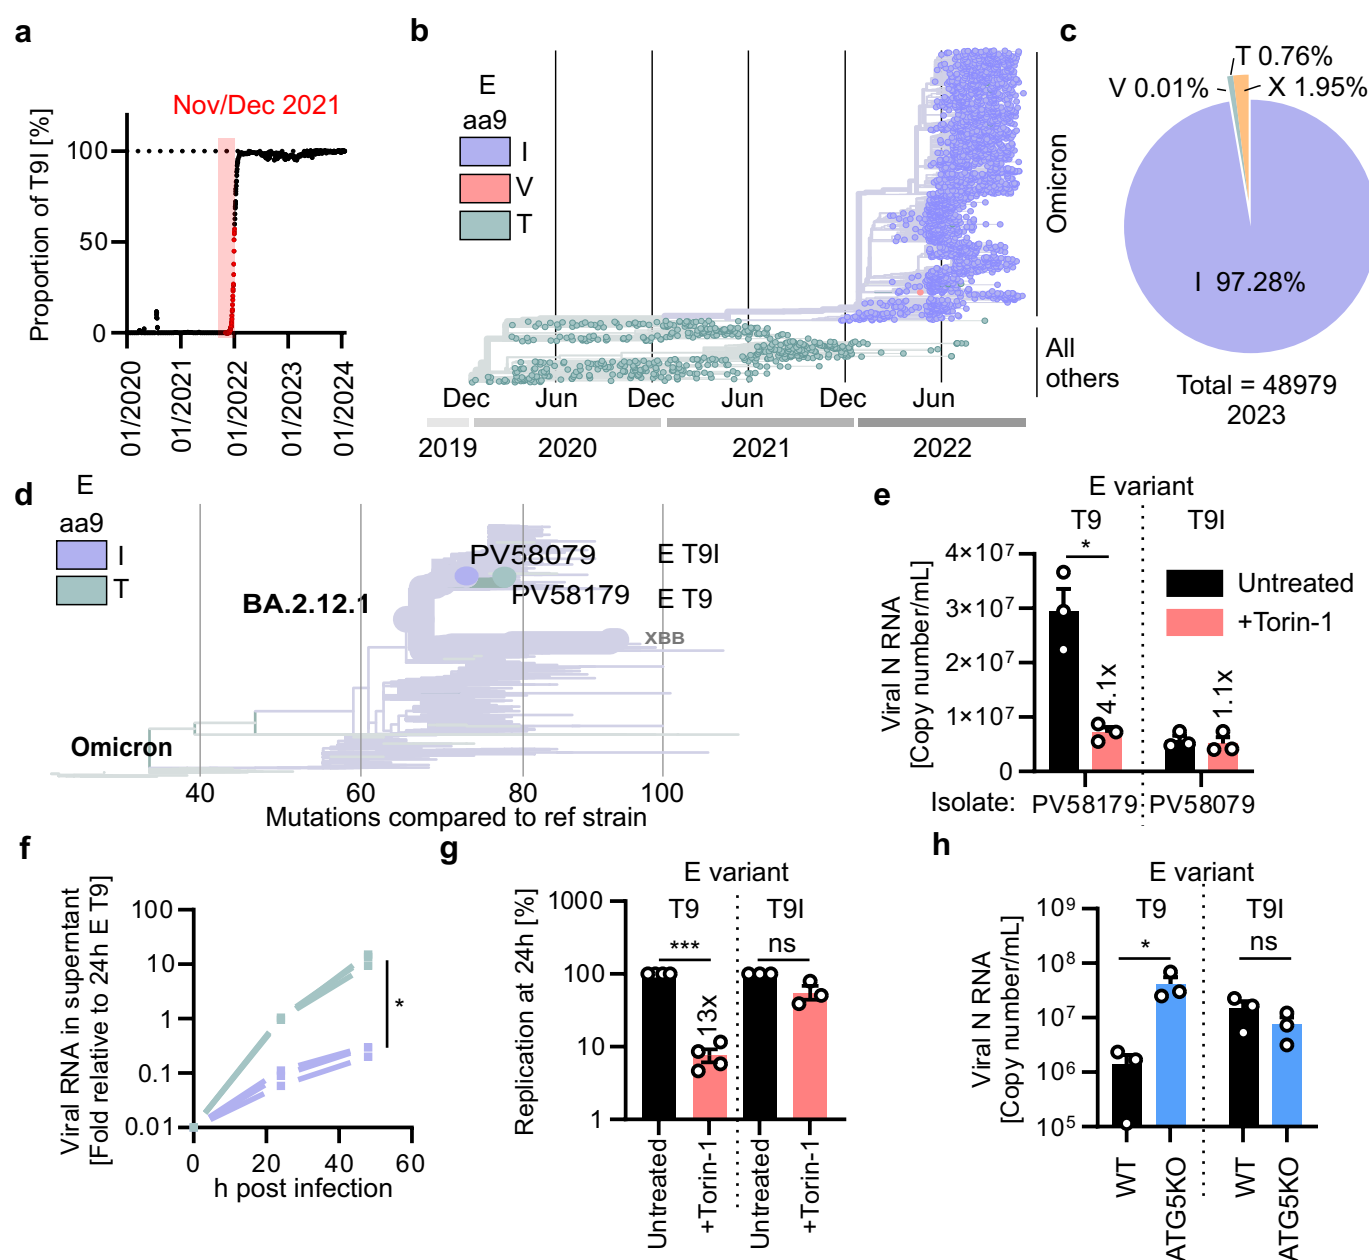 a
Nov/Dec 2021
Proportion of T9I [%]
100
50
0
01/2020
01/2021
01/2022
01/2023
01/2024
b
E
aa9
I
V
T
Omicron
All
others
Dec
Jun
Dec
Jun
Dec
Jun
2019
2020
2021
2022
c
T 0.76%
V 0.01%
X 1.95%
I 97.28%
Total = 48979
2023
d
E
aa9
I
T
PV58079
E T9I
PV58179
E T9
BA.2.12.1
XBB
Omicron
40
60
80
100
Mutations compared to ref strain
e
E variant
T9
T9I
*
Viral N RNA
[Copy number/mL]
4×10⁷
3×10⁷
2×10⁷
1×10⁷
0
4.1x
1.1x
Untreated
+Torin-1
Isolate:
PV58179
PV58079
f
Viral RNA in superntant
[Fold relative to 24h E T9]
100
10
1
0.1
0.01
*
0
20
40
60
h post infection
g
E variant
T9
T9I
***
ns
Replication at 24h [%]
1000
100
10
1
13x
Untreated
+Torin-1
Untreated
+Torin-1
h
E variant
T9
T9I
*
ns
Viral N RNA
[Copy number/mL]
10⁹
10⁸
10⁷
10⁶
10⁵
WT
ATG5KO
WT
ATG5KO